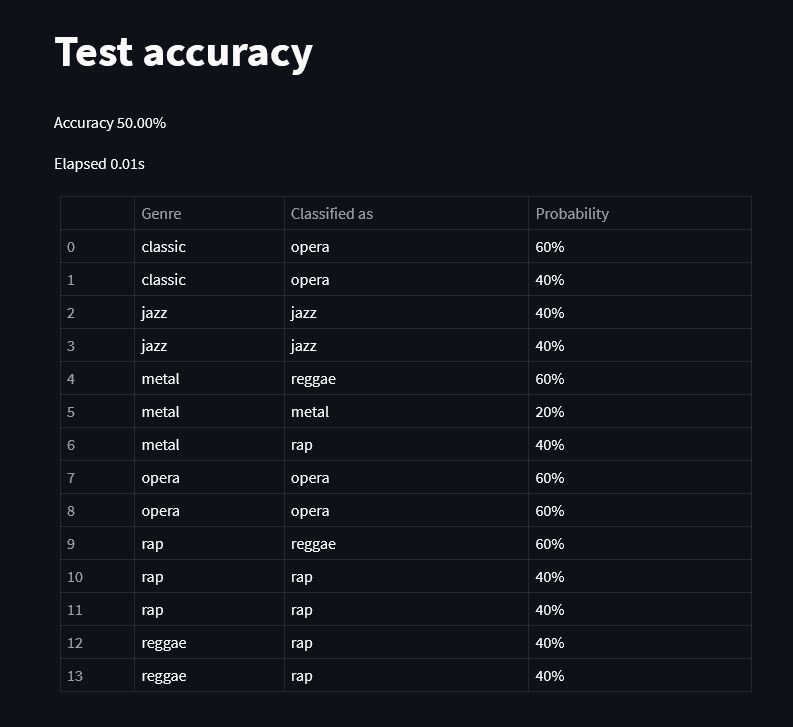 Test accuracy
Accuracy 50.00%
Elapsed 0.01s
Genre Classified as Probability
0 classic opera 60%
1 classic opera 40%
2 jazz jazz 40%
3 jazz jazz 40%
4 metal reggae 60%
5 metal metal 20%
6 metal rap 40%
7 opera opera 60%
8 opera opera 60%
9 rap reggae 60%
10 rap rap 40%
11 rap rap 40%
12 reggae rap 40%
13 reggae rap 40%